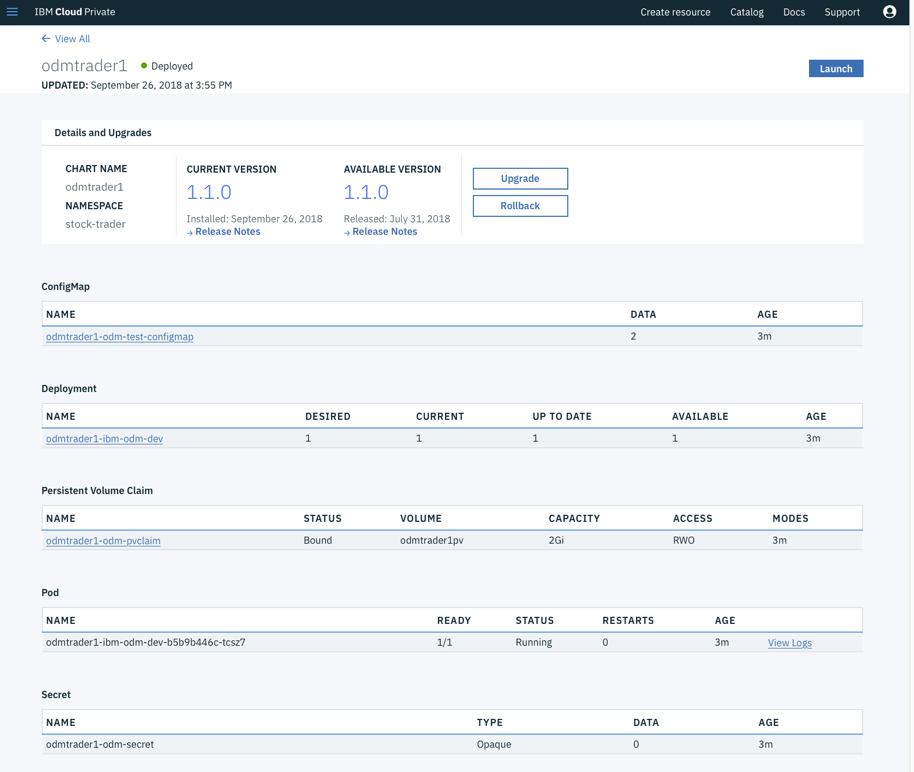 IBM Cloud Private Create resource Catalog Docs Support
← View All
odmtrader1 Deployed
Launch
UPDATED: September 26, 2018 at 3:55 PM
Details and Upgrades
CHART NAME
odmtrader1
NAMESPACE
stock-trader
CURRENT VERSION
1.1.0
Installed: September 26, 2018
→ Release Notes
AVAILABLE VERSION
1.1.0
Released: July 31, 2018
→ Release Notes
Upgrade
Rollback
ConfigMap
NAME DATA AGE
odmtrader1-odm-test-configmap 2 3m
Deployment
NAME DESIRED CURRENT UP TO DATE AVAILABLE AGE
odmtrader1-ibm-odm-dev 1 1 1 1 3m
Persistent Volume Claim
NAME STATUS VOLUME CAPACITY ACCESS MODES
odmtrader1-odm-pvclaim Bound odmtrader1pv 2Gi RWO 3m
Pod
NAME READY STATUS RESTARTS AGE
odmtrader1-ibm-odm-dev-b5b9b446c-tcsz7 1/1 Running 0 3m View Logs
Secret
NAME TYPE DATA AGE
odmtrader1-odm-secret Opaque 0 3m